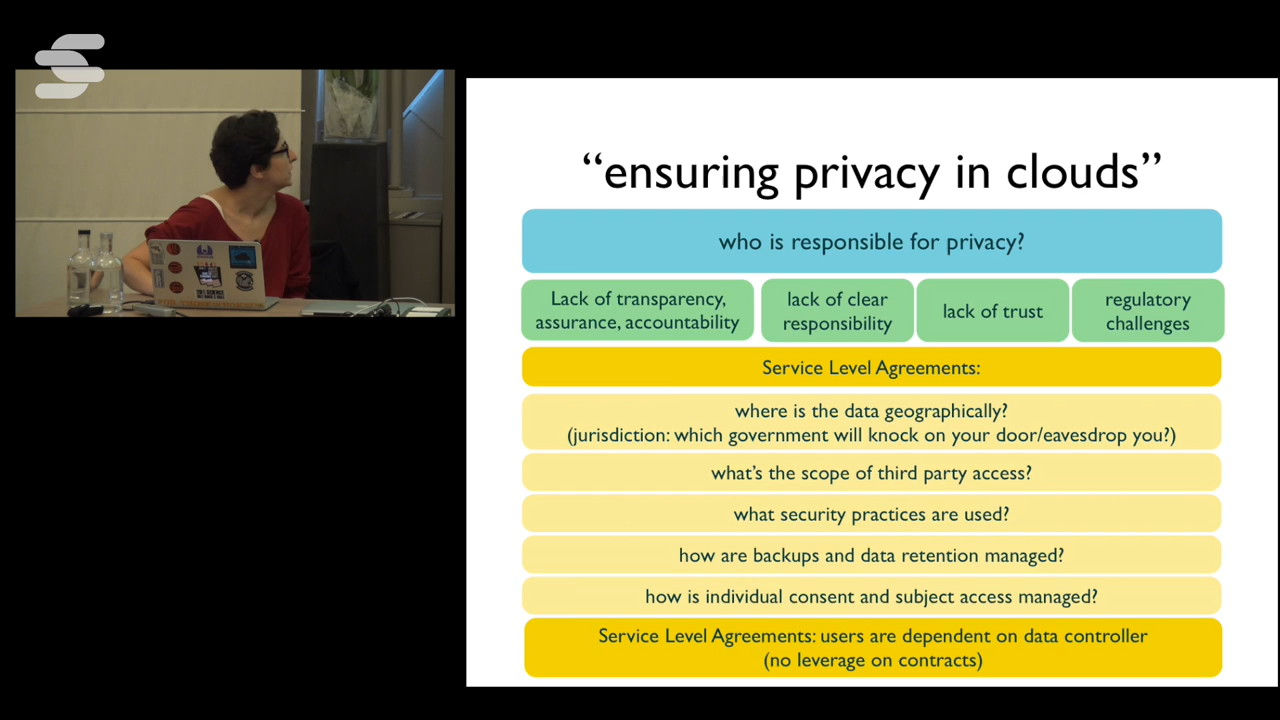 “ensuring privacy in clouds”
who is responsible for privacy?
Lack of transparency,
assurance, accountability
lack of clear
responsibility
lack of trust
regulatory
challenges
Service Level Agreements:
where is the data geographically?
(jurisdiction: which government will knock on your door/eavesdrop you?)
what’s the scope of third party access?
what security practices are used?
how are backups and data retention managed?
how is individual consent and subject access managed?
Service Level Agreements: users are dependent on data controller
(no leverage on contracts)